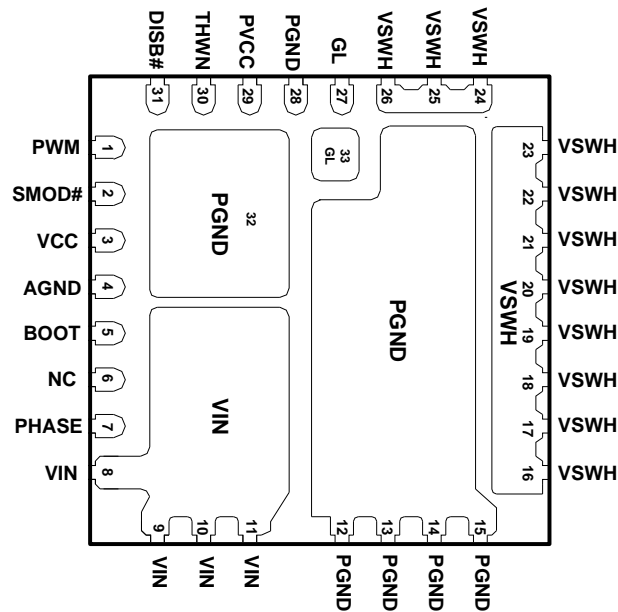 DISB#
THWN
PVCC
PGND
GL
VSWH
VSWH
VSWH
31
30
29
28
27
26
25
24
PWM
1
SMOD#
2
VCC
3
AGND
4
BOOT
5
NC
6
PHASE
7
VIN
8
PGND
32
GL
33
PGND
VIN
VSWH
23
VSWH
22
VSWH
21
VSWH
20
VSWH
19
VSWH
18
VSWH
17
VSWH
16
VSWH
9
10
11
12
13
14
15
VIN
VIN
VIN
PGND
PGND
PGND
PGND